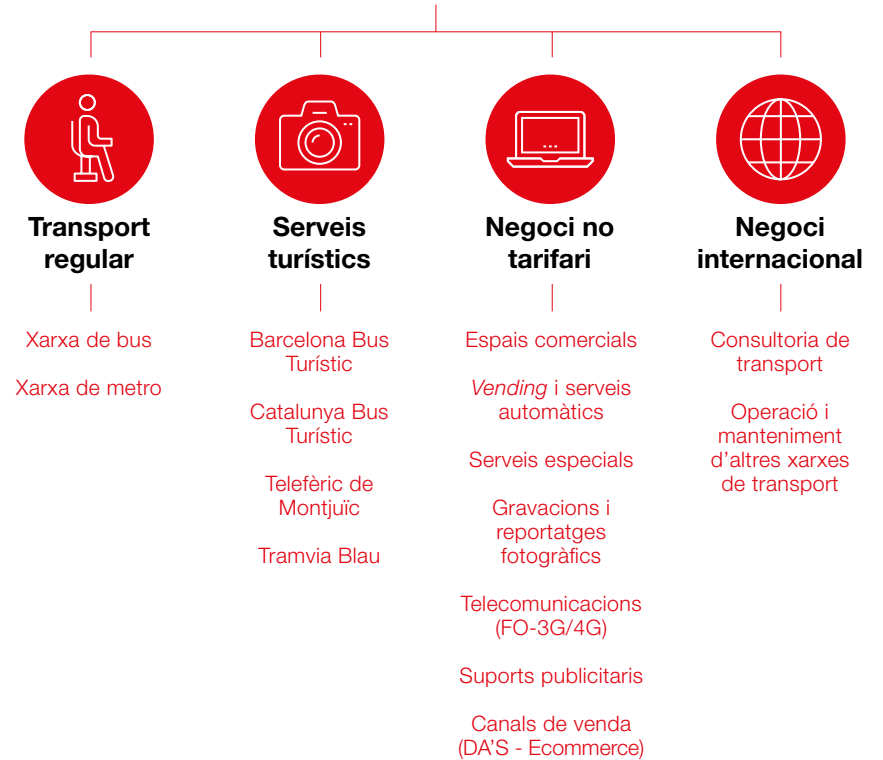 Transport
regular
Xarxa de bus
Xarxa de metro
Serveis
turístics
Barcelona Bus
Turístic
Catalunya Bus
Turístic
Telefèric de
Montjuïc
Tramvia Blau
Negoci no
tarifari
Espais comercials
Vending i serveis
automàtics
Serveis especials
Gravacions i
reportatges
fotogràfics
Telecomunicacions
(FO-3G/4G)
Suports publicitaris
Canals de venda
(DA'S - Ecommerce)
Negoci
internacional
Consultoria de
transport
Operació i
manteniment
d'altres xarxes
de transport